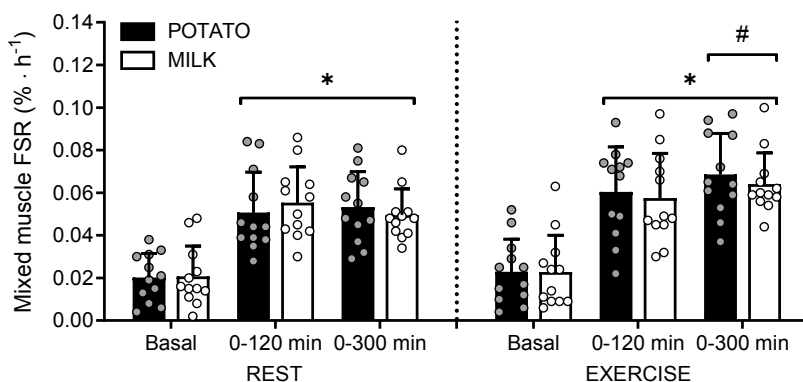 Mixed muscle FSR (% · h⁻¹)
0.14
0.12
0.10
0.08
0.06
0.04
0.02
0.00
POTATO
MILK
*
#
*
Basal 0-120 min 0-300 min Basal 0-120 min 0-300 min
REST EXERCISE